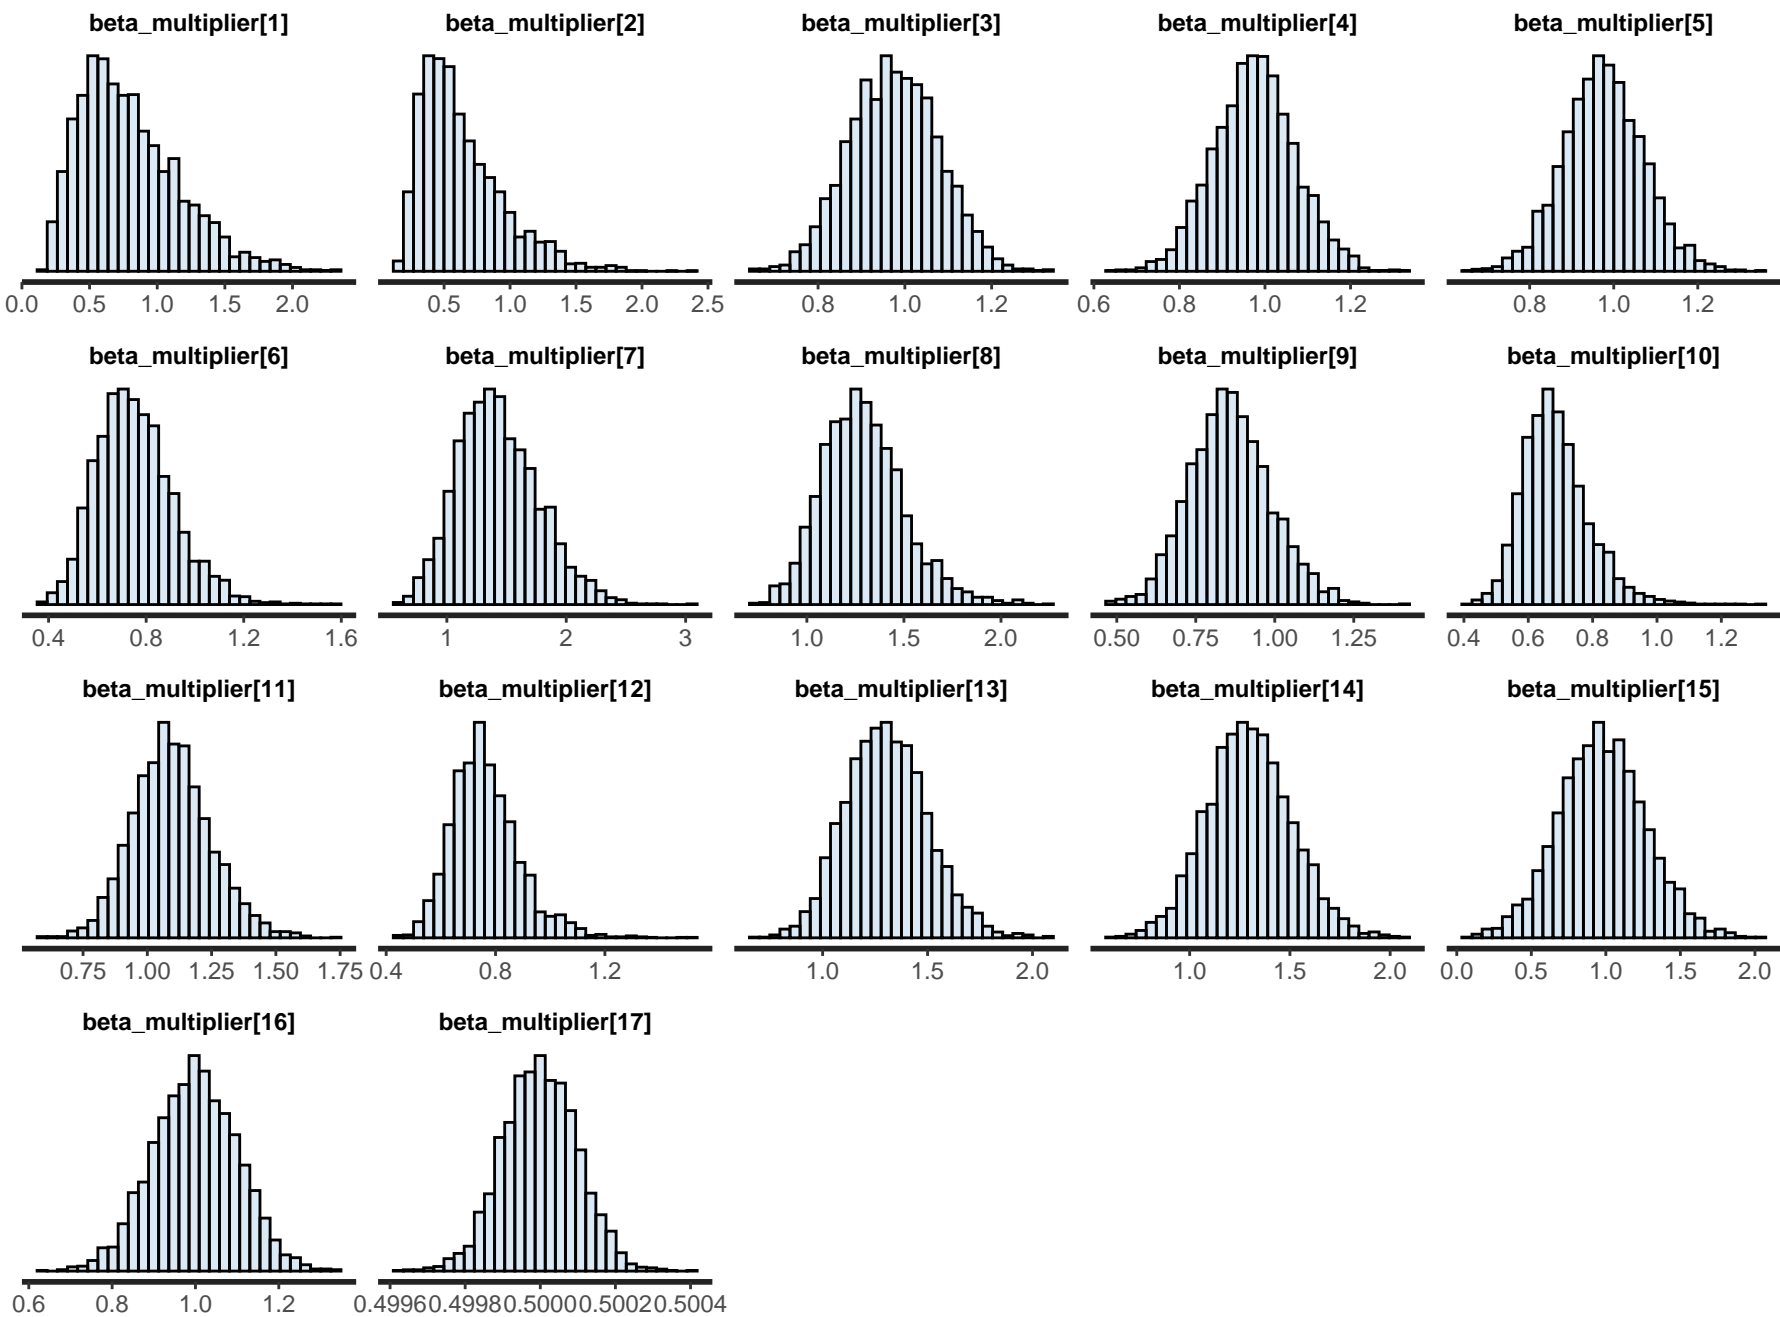 beta_multiplier[1] beta_multiplier[2] beta_multiplier[3] beta_multiplier[4] beta_multiplier[5]
0.0 0.5 1.0 1.5 2.0 0.5 1.0 1.5 2.0 2.5 0.8 1.0 1.2 0.6 0.8 1.0 1.2 0.8 1.0 1.2
beta_multiplier[6] beta_multiplier[7] beta_multiplier[8] beta_multiplier[9] beta_multiplier[10]
0.4 0.8 1.2 1.6 1 2 3 1.0 1.5 2.0 0.50 0.75 1.00 1.25 0.4 0.6 0.8 1.0 1.2
beta_multiplier[11] beta_multiplier[12] beta_multiplier[13] beta_multiplier[14] beta_multiplier[15]
0.75 1.00 1.25 1.50 1.75 0.4 0.8 1.2 1.0 1.5 2.0 1.0 1.5 2.0 0.0 0.5 1.0 1.5 2.0
beta_multiplier[16] beta_multiplier[17]
0.6 0.8 1.0 1.2 0.4996 0.4998 0.5000 0.5002 0.5004